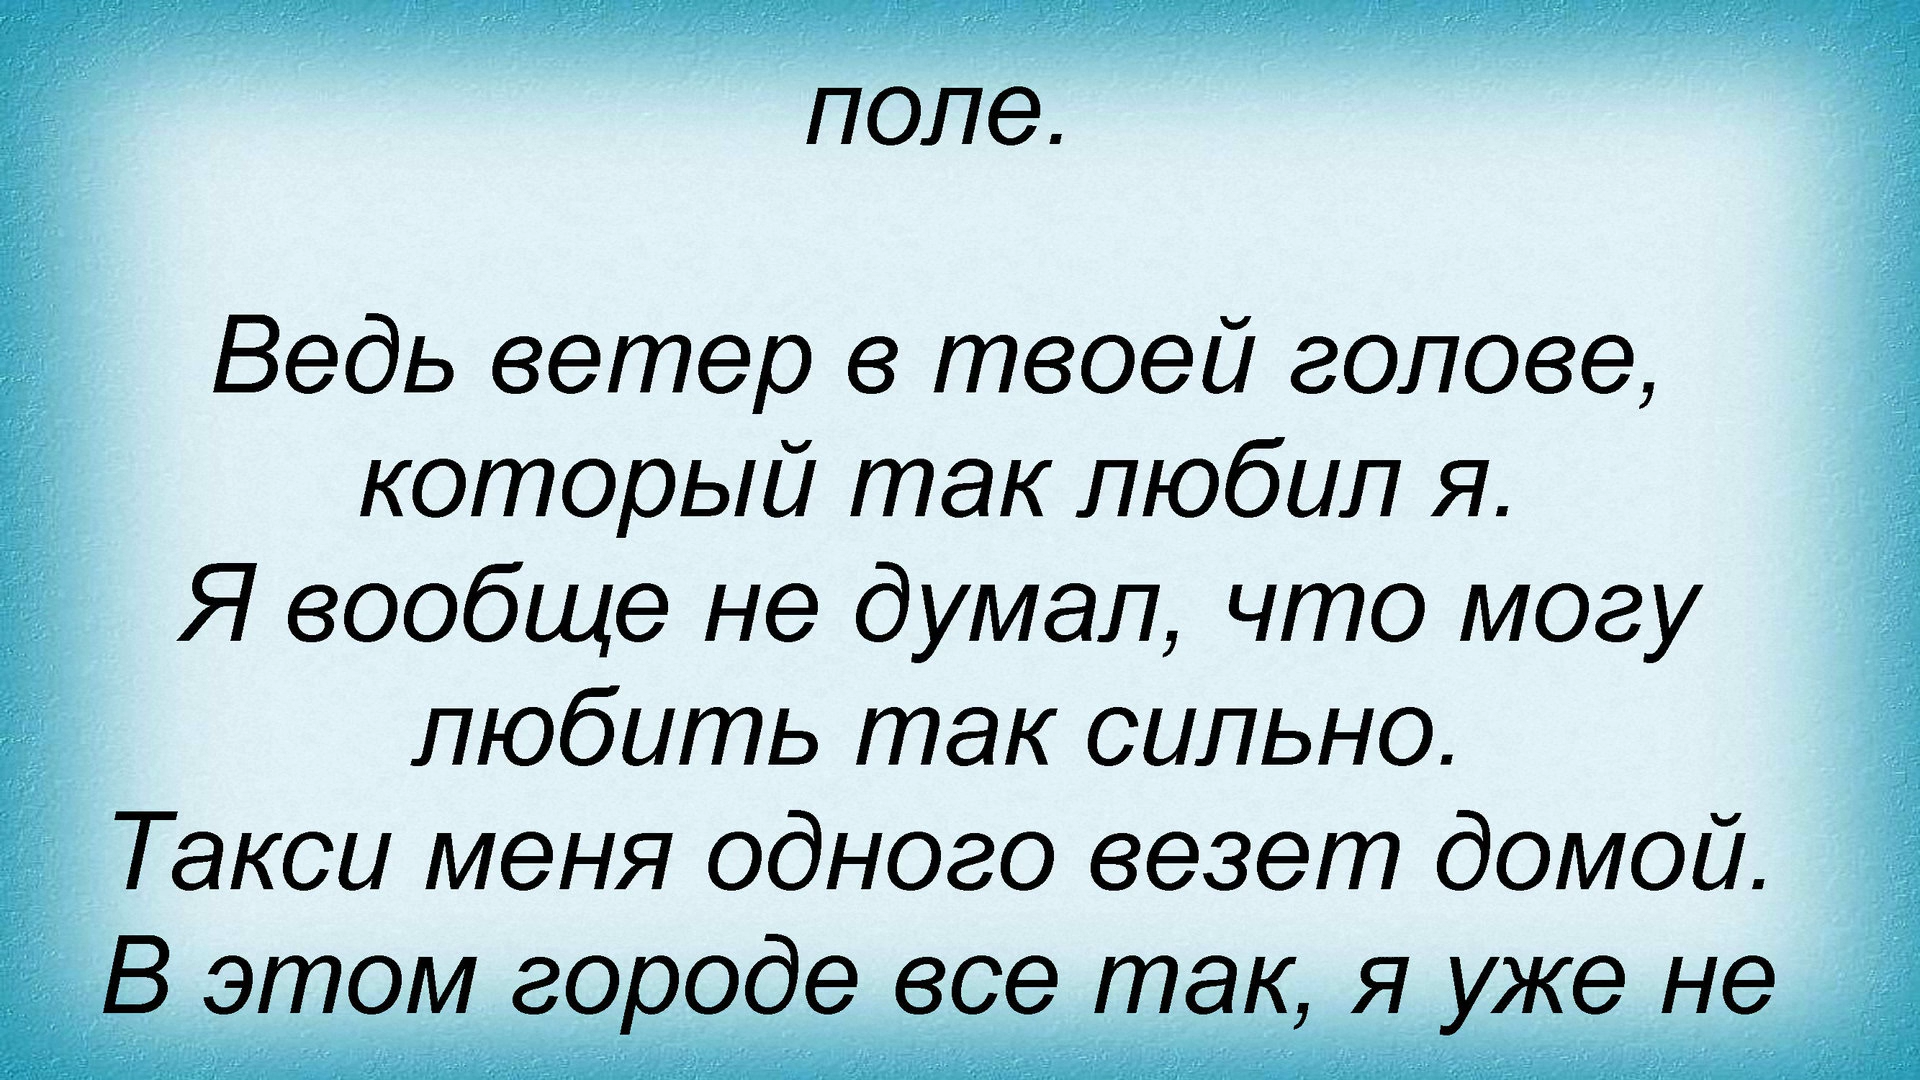 поле.
Ведь ветер в твоей голове,
который так любил я.
Я вообще не думал, что могу
любить так сильно.
Такси меня одного везет домой.
В этом городе все так, я уже не